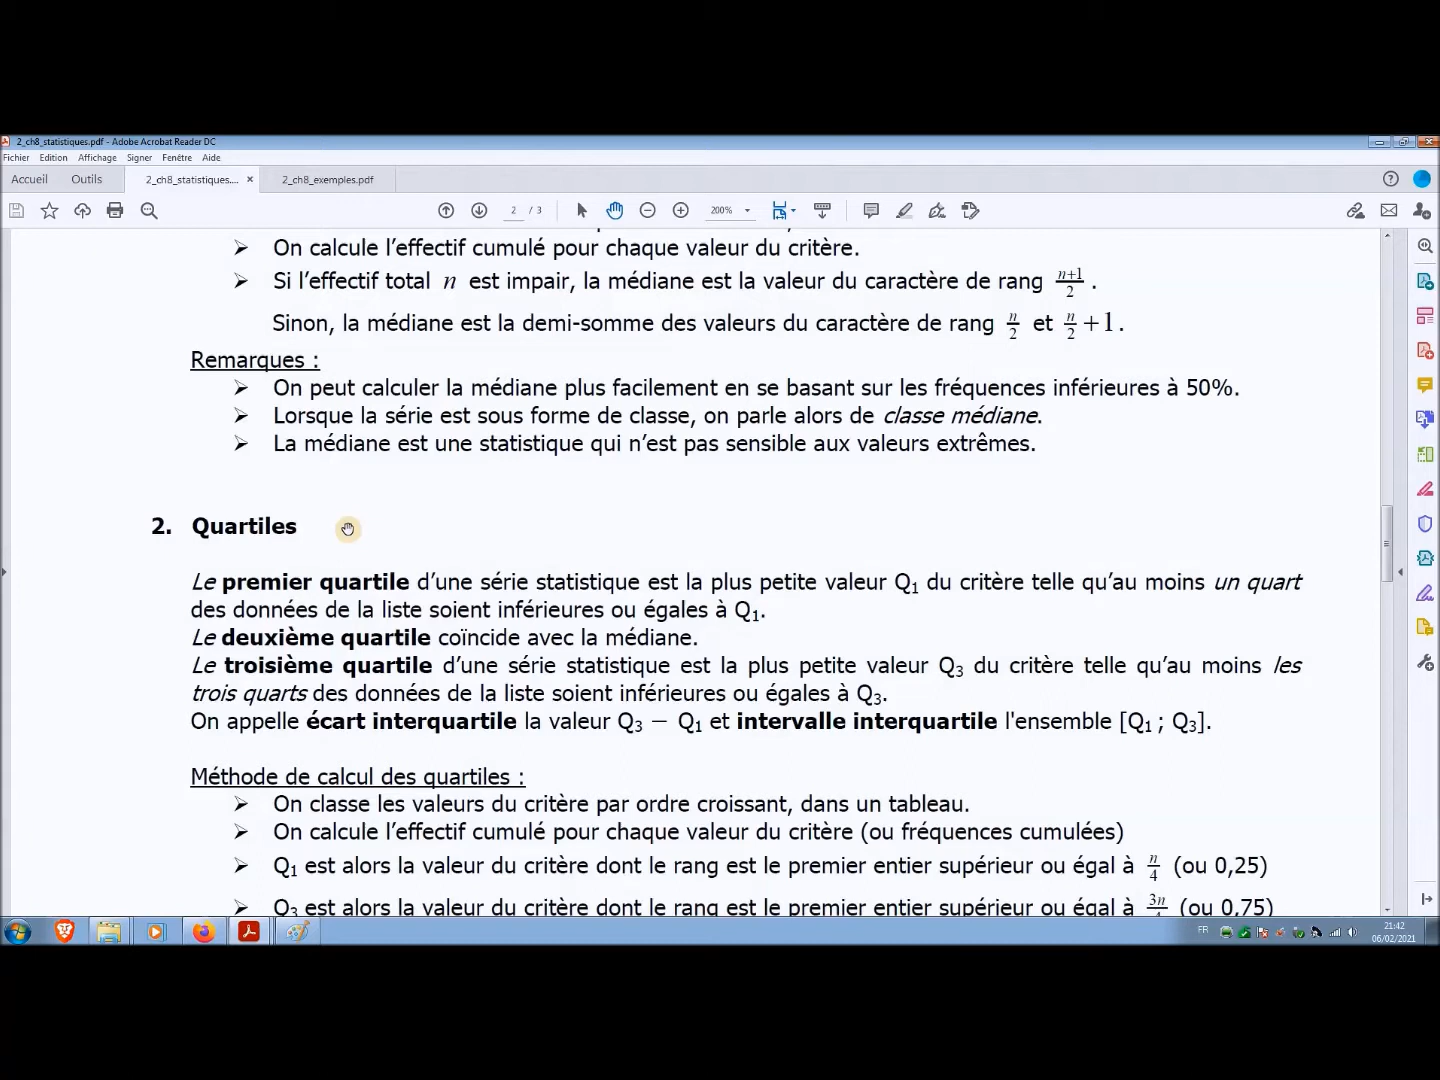 2_ch8_statistiques.pdf - Adobe Acrobat Reader DC
Fichier Edition Affichage Signer Fenêtre Aide
Accueil Outils 2_ch8_statistiques.... × 2_ch8_exemples.pdf
2 / 3 200%
➢ On calcule l’effectif cumulé pour chaque valeur du critère.
➢ Si l’effectif total n est impair, la médiane est la valeur du caractère de rang (n+1)/2 .
Sinon, la médiane est la demi-somme des valeurs du caractère de rang n/2 et n/2 +1.
Remarques :
➢ On peut calculer la médiane plus facilement en se basant sur les fréquences inférieures à 50%.
➢ Lorsque la série est sous forme de classe, on parle alors de classe médiane.
➢ La médiane est une statistique qui n’est pas sensible aux valeurs extrêmes.
2. Quartiles
Le premier quartile d’une série statistique est la plus petite valeur Q₁ du critère telle qu’au moins un quart
des données de la liste soient inférieures ou égales à Q₁.
Le deuxième quartile coïncide avec la médiane.
Le troisième quartile d’une série statistique est la plus petite valeur Q₃ du critère telle qu’au moins les
trois quarts des données de la liste soient inférieures ou égales à Q₃.
On appelle écart interquartile la valeur Q₃ − Q₁ et intervalle interquartile l'ensemble [Q₁ ; Q₃].
Méthode de calcul des quartiles :
➢ On classe les valeurs du critère par ordre croissant, dans un tableau.
➢ On calcule l’effectif cumulé pour chaque valeur du critère (ou fréquences cumulées)
➢ Q₁ est alors la valeur du critère dont le rang est le premier entier supérieur ou égal à n/4 (ou 0,25)
➢ Q₃ est alors la valeur du critère dont le rang est le premier entier supérieur ou égal à 3n/4 (ou 0,75)
FR 21:42
06/02/2021